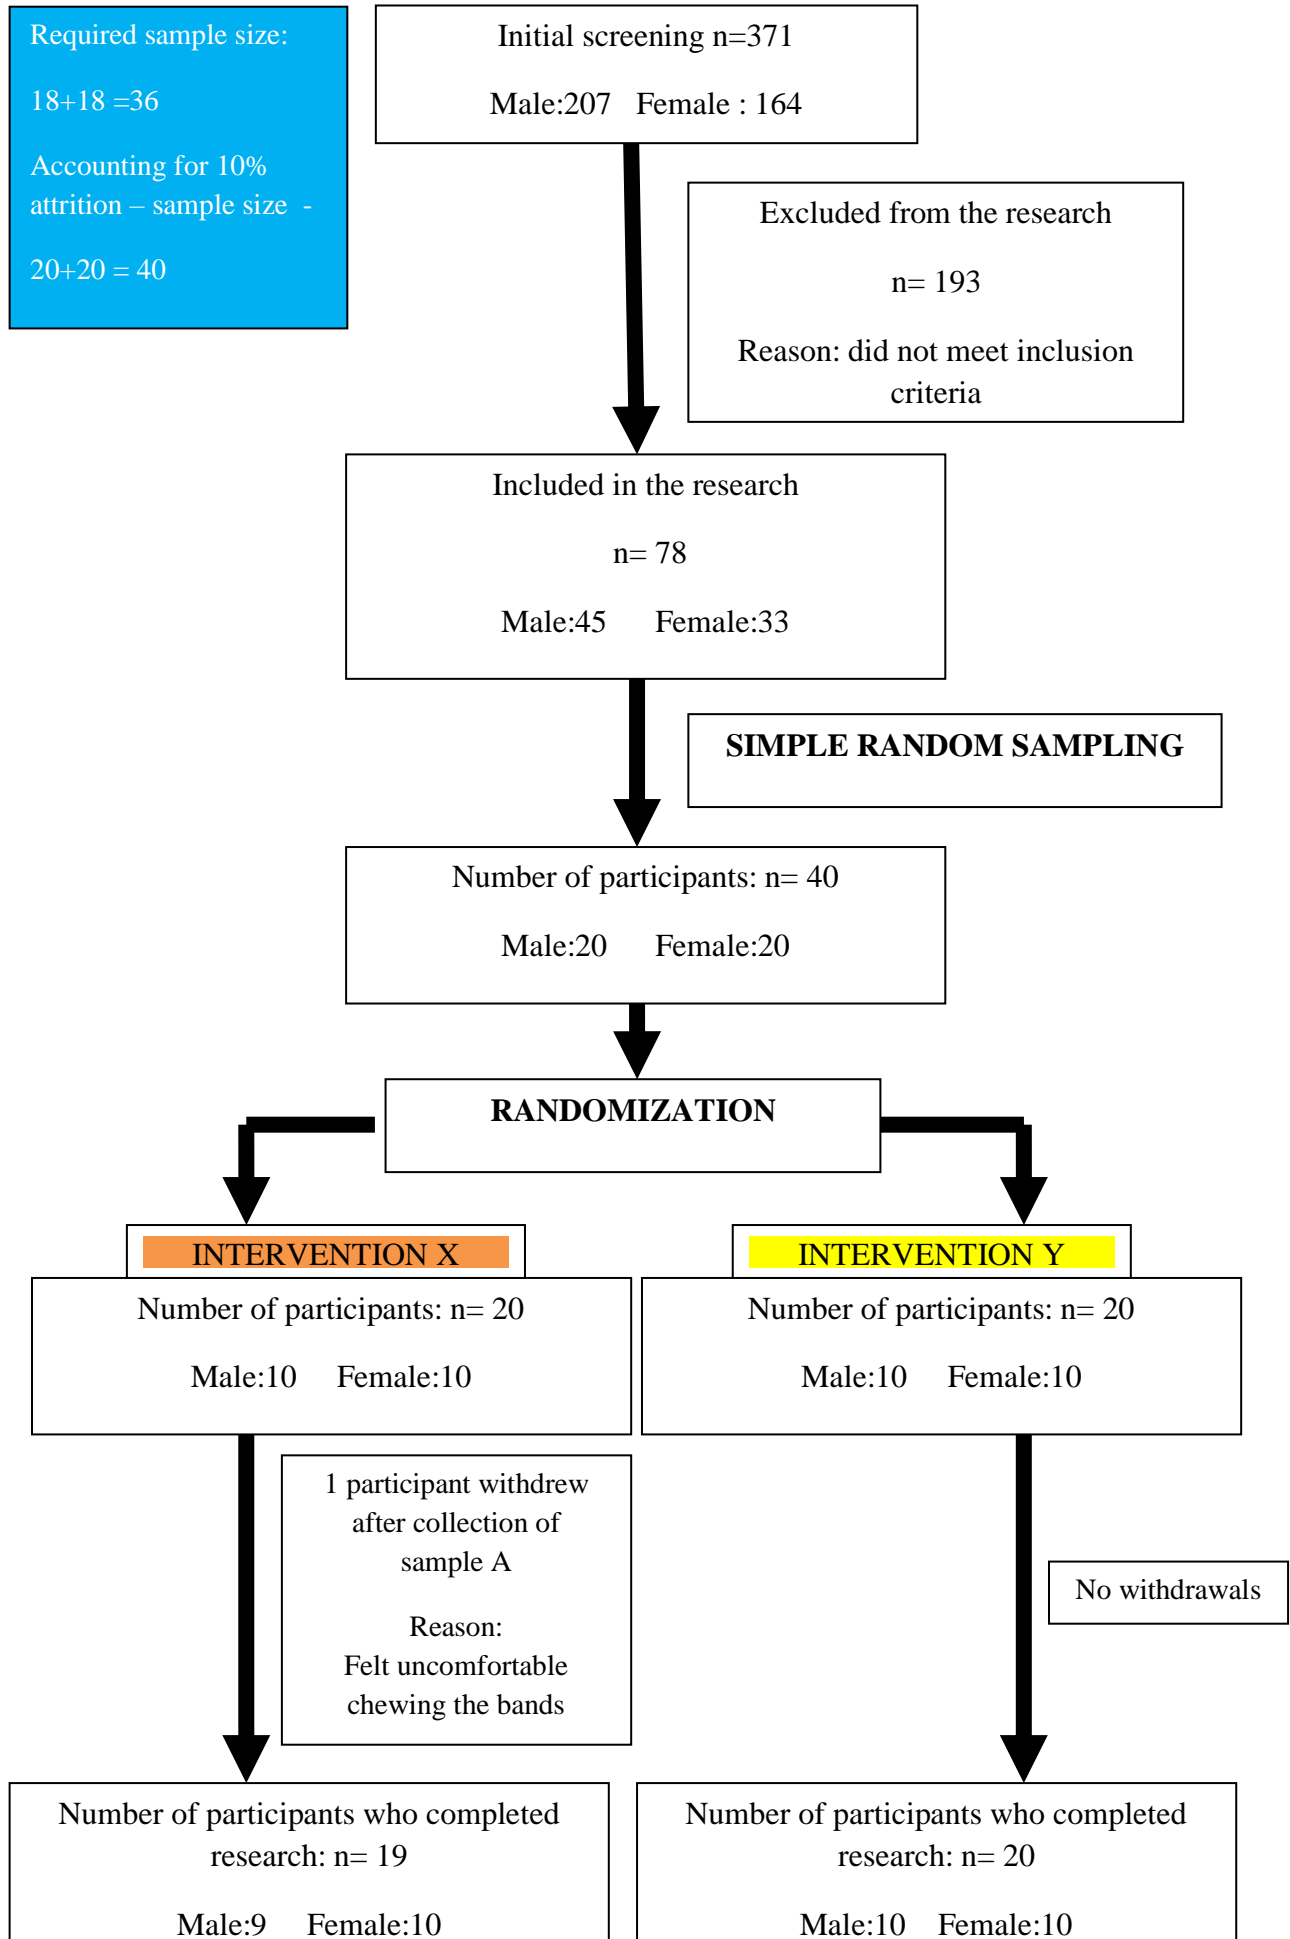 Required sample size:
18+18 =36
Accounting for 10%
attrition – sample size -
20+20 = 40
Initial screening n=371
Male:207 Female : 164
Excluded from the research
n= 193
Reason: did not meet inclusion
criteria
Included in the research
n= 78
Male:45 Female:33
SIMPLE RANDOM SAMPLING
Number of participants: n= 40
Male:20 Female:20
RANDOMIZATION
INTERVENTION X
Number of participants: n= 20
Male:10 Female:10
INTERVENTION Y
Number of participants: n= 20
Male:10 Female:10
1 participant withdrew
after collection of
sample A
Reason:
Felt uncomfortable
chewing the bands
No withdrawals
Number of participants who completed
research: n= 19
Male:9 Female:10
Number of participants who completed
research: n= 20
Male:10 Female:10